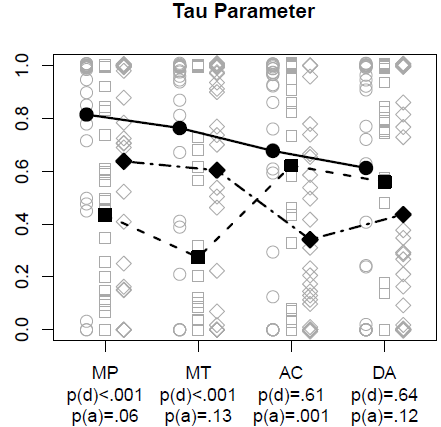 Tau Parameter
1.0
0.8
0.6
0.4
0.2
0.0
MP MT AC DA
p(d)<.001 p(d)<.001 p(d)=.61 p(d)=.64
p(a)=.06 p(a)=.13 p(a)=.001 p(a)=.12